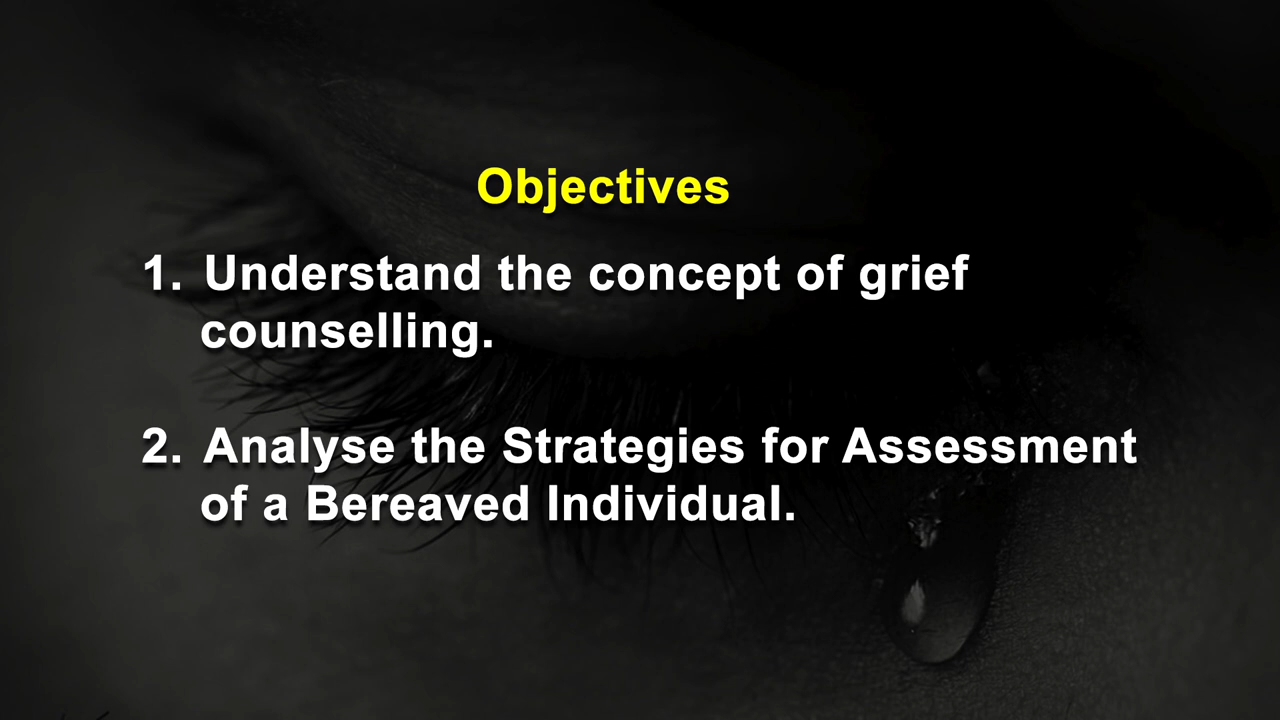 Objectives
1. Understand the concept of grief
counselling.
2. Analyse the Strategies for Assessment
of a Bereaved Individual.